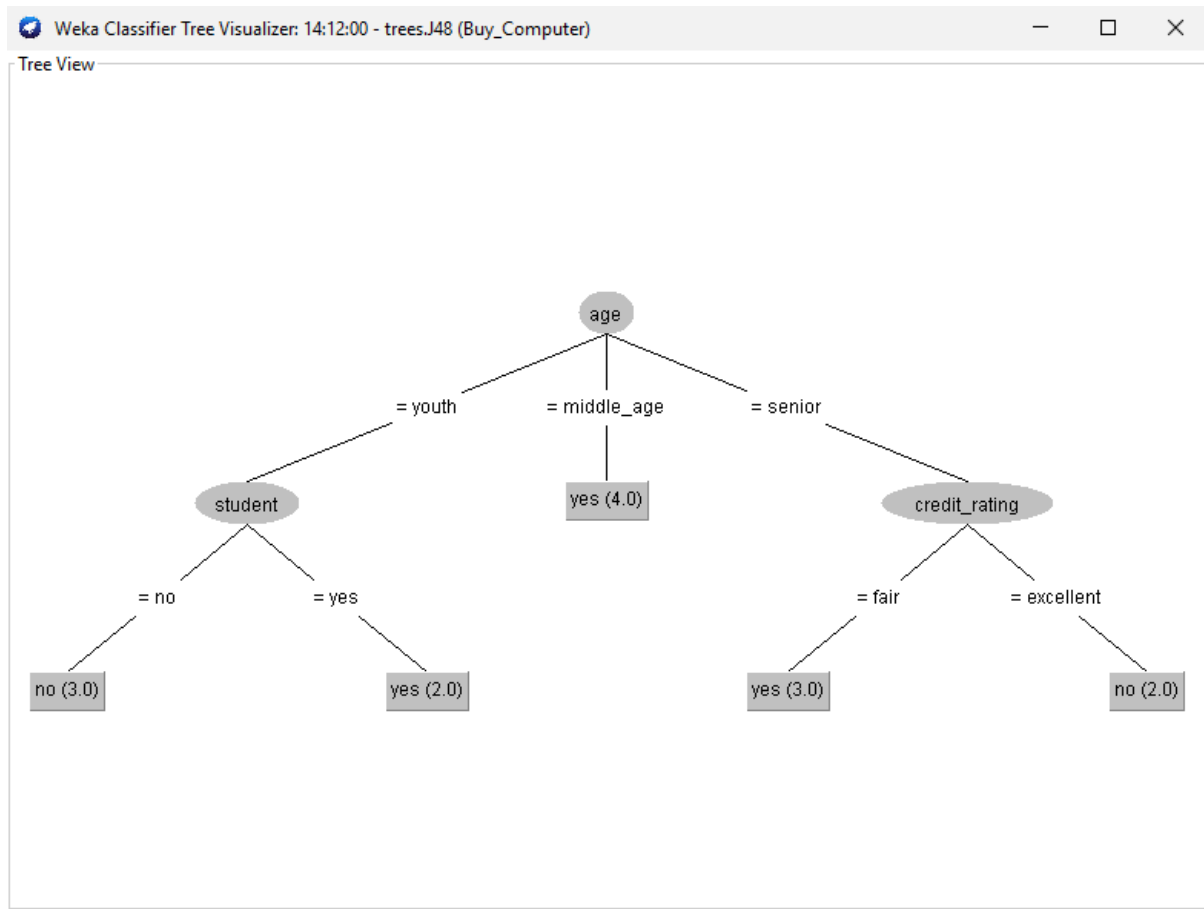 Weka Classifier Tree Visualizer: 14:12:00 - trees.J48 (Buy_Computer)
Tree View
age
= youth
= middle_age
= senior
student
yes (4.0)
credit_rating
= no
= yes
= fair
= excellent
no (3.0)
yes (2.0)
yes (3.0)
no (2.0)